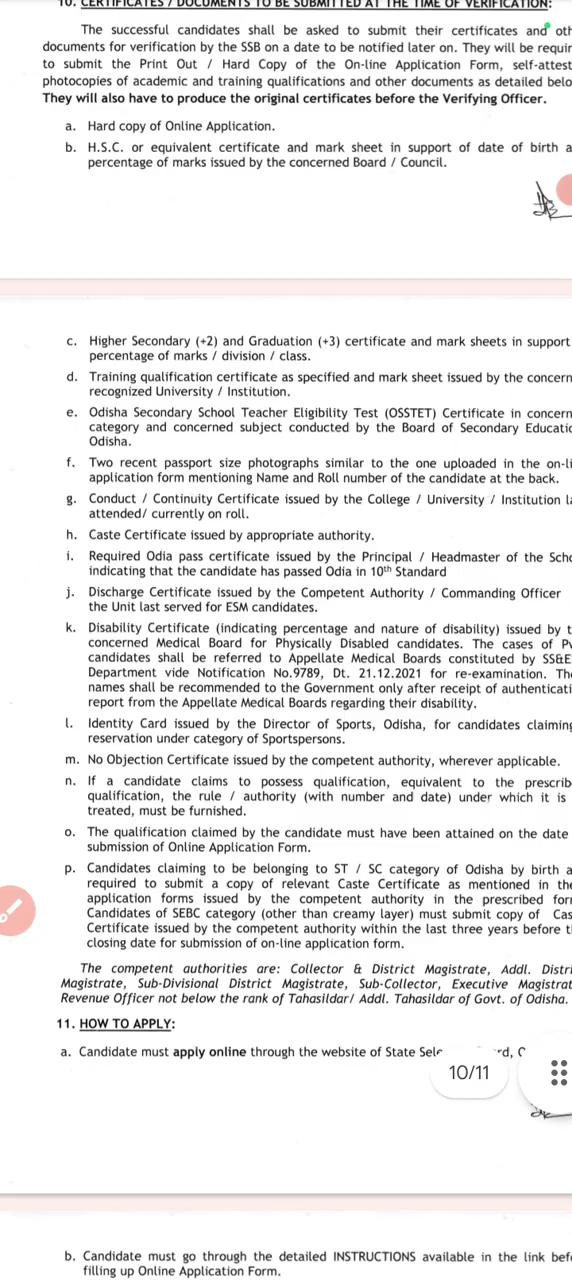 10. CERTIFICATES / DOCUMENTS TO BE SUBMITTED AT THE TIME OF VERIFICATION:
The successful candidates shall be asked to submit their certificates and oth
documents for verification by the SSB on a date to be notified later on. They will be requir
to submit the Print Out / Hard Copy of the On-line Application Form, self-attest
photocopies of academic and training qualifications and other documents as detailed belo
They will also have to produce the original certificates before the Verifying Officer.
a. Hard copy of Online Application.
b. H.S.C. or equivalent certificate and mark sheet in support of date of birth a
percentage of marks issued by the concerned Board / Council.
c. Higher Secondary (+2) and Graduation (+3) certificate and mark sheets in support
percentage of marks / division / class.
d. Training qualification certificate as specified and mark sheet issued by the concern
recognized University / Institution.
e. Odisha Secondary School Teacher Eligibility Test (OSSTET) Certificate in concern
category and concerned subject conducted by the Board of Secondary Educatio
Odisha.
f. Two recent passport size photographs similar to the one uploaded in the on-li
application form mentioning Name and Roll number of the candidate at the back.
g. Conduct / Continuity Certificate issued by the College / University / Institution la
attended/ currently on roll.
h. Caste Certificate issued by appropriate authority.
i. Required Odia pass certificate issued by the Principal / Headmaster of the Scho
indicating that the candidate has passed Odia in 10th Standard
j. Discharge Certificate issued by the Competent Authority / Commanding Officer
the Unit last served for ESM candidates.
k. Disability Certificate (indicating percentage and nature of disability) issued by t
concerned Medical Board for Physically Disabled candidates. The cases of Pw
candidates shall be referred to Appellate Medical Boards constituted by SS&E
Department vide Notification No.9789, Dt. 21.12.2021 for re-examination. The
names shall be recommended to the Government only after receipt of authenticati
report from the Appellate Medical Boards regarding their disability.
l. Identity Card issued by the Director of Sports, Odisha, for candidates claiming
reservation under category of Sportspersons.
m. No Objection Certificate issued by the competent authority, wherever applicable.
n. If a candidate claims to possess qualification, equivalent to the prescrib
qualification, the rule / authority (with number and date) under which it is
treated, must be furnished.
o. The qualification claimed by the candidate must have been attained on the date
submission of Online Application Form.
p. Candidates claiming to be belonging to ST / SC category of Odisha by birth a
required to submit a copy of relevant Caste Certificate as mentioned in the
application forms issued by the competent authority in the prescribed for
Candidates of SEBC category (other than creamy layer) must submit copy of Cas
Certificate issued by the competent authority within the last three years before t
closing date for submission of on-line application form.
The competent authorities are: Collector & District Magistrate, Addl. Distri
Magistrate, Sub-Divisional District Magistrate, Sub-Collector, Executive Magistrat
Revenue Officer not below the rank of Tahasildar/ Addl. Tahasildar of Govt. of Odisha.
11. HOW TO APPLY:
a. Candidate must apply online through the website of State
10/11
b. Candidate must go through the detailed INSTRUCTIONS available in the link bef
filling up Online Application Form.